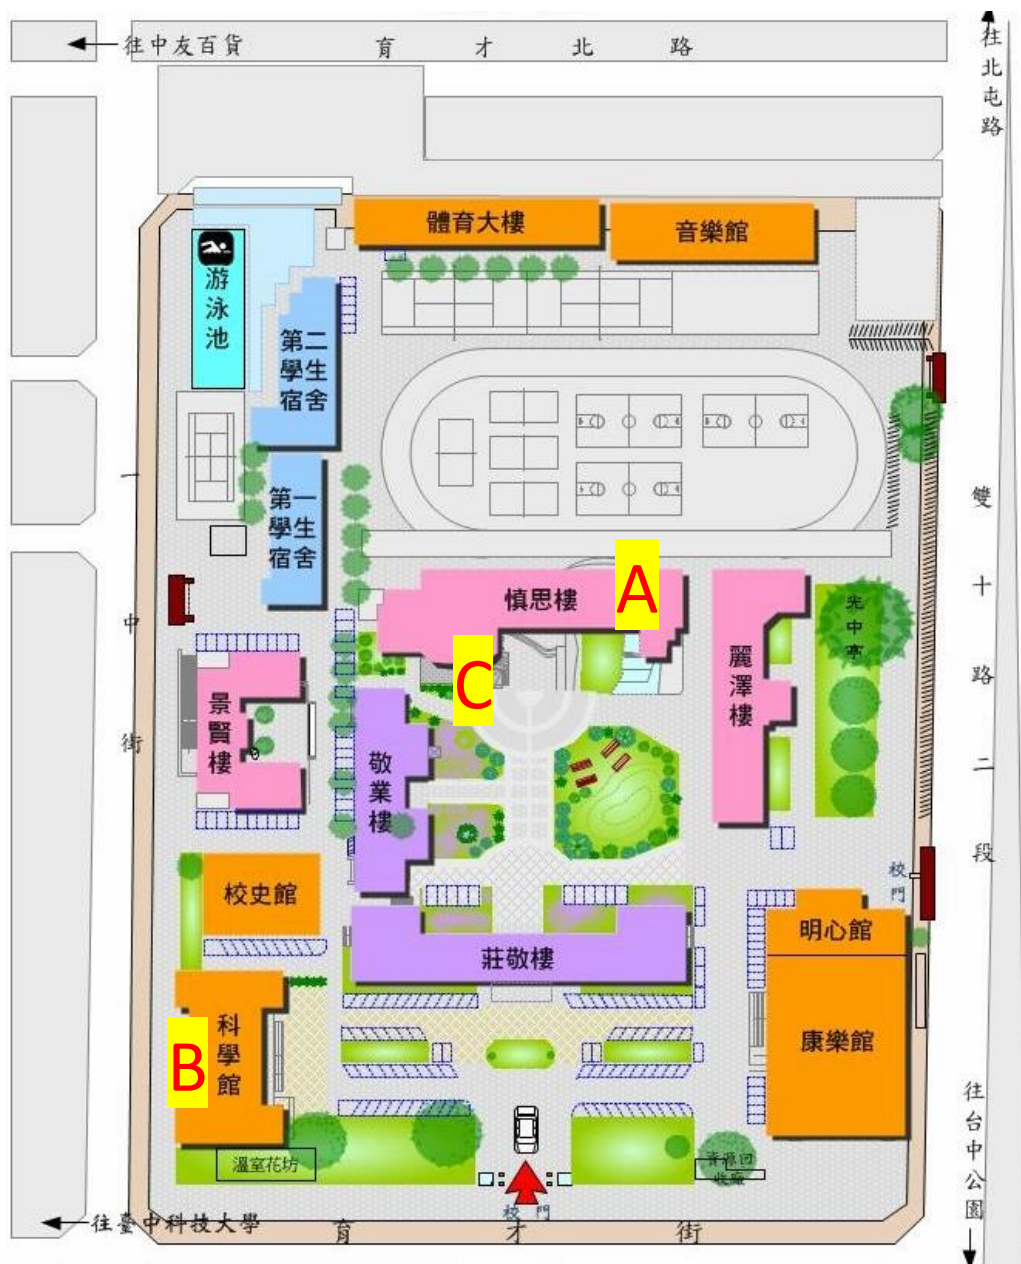 往中友百貨
育才北路
往北屯路
體育大樓
音樂館
游泳池
第二
學生
宿舍
第一
學生
宿舍
一中街
雙十路二段
慎思樓
A
光中亭
麗澤樓
C
景賢樓
敬業樓
校史館
校門
明心館
莊敬樓
科學館
B
康樂館
往台中公園
溫室花坊
資源回
收廠
校門
往臺中科技大學
育才街